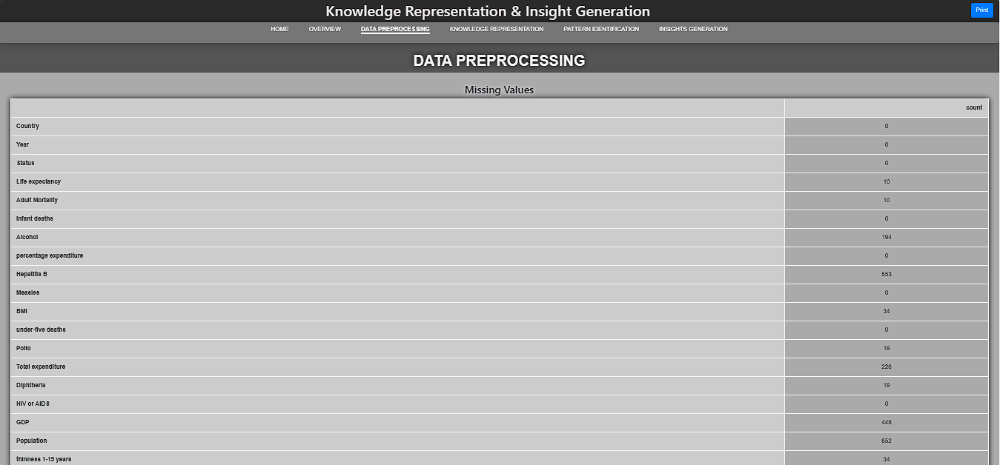 Knowledge Representation & Insight Generation
Print
HOME OVERVIEW DATA PREPROCESSING KNOWLEDGE REPRESENTATION PATTERN IDENTIFICATION INSIGHTS GENERATION
DATA PREPROCESSING
Missing Values
count
Country 0
Year 0
Status 0
Life expectancy 10
Adult Mortality 10
Infant deaths 0
Alcohol 194
percentage expenditure 0
Hepatitis B 553
Measles 0
BMI 34
under-five deaths 0
Polio 19
Total expenditure 226
Diphtheria 19
HIV or AIDS 0
GDP 448
Population 652
thinness 1-19 years 34